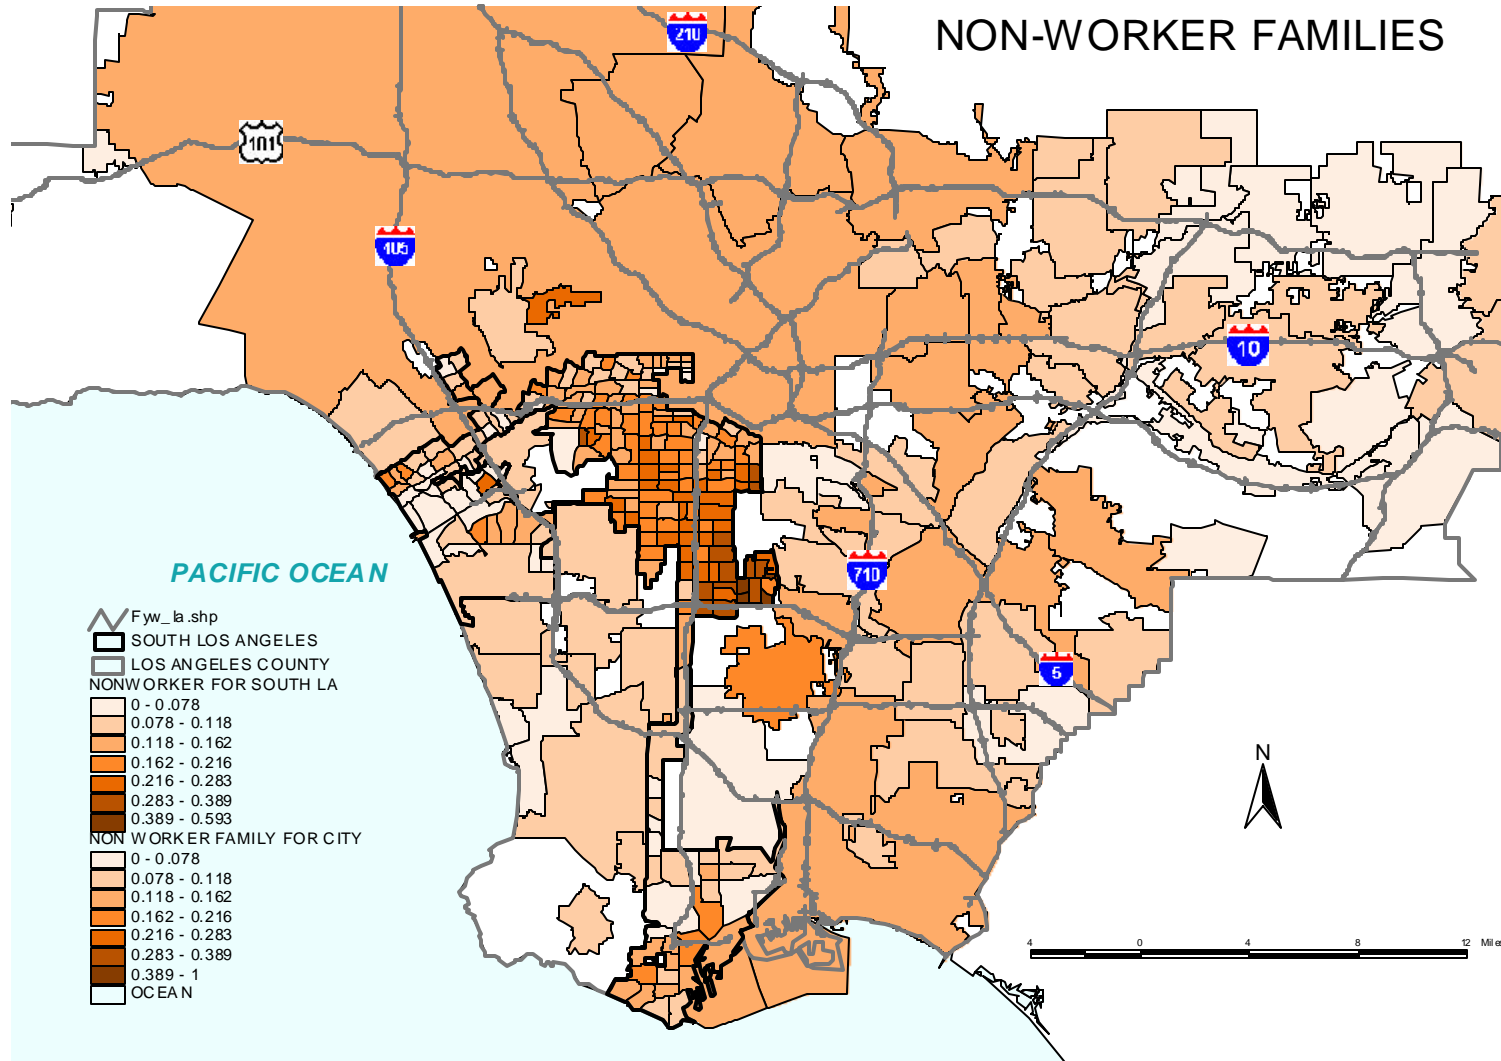 NON-WORKER FAMILIES
210
101
405
10
PACIFIC OCEAN
710
5
Fyw_la.shp
SOUTH LOS ANGELES
LOS ANGELES COUNTY
NONWORKER FOR SOUTH LA
0 - 0.078
0.078 - 0.118
0.118 - 0.162
0.162 - 0.216
0.216 - 0.283
0.283 - 0.389
0.389 - 0.593
NON WORKER FAMILY FOR CITY
0 - 0.078
0.078 - 0.118
0.118 - 0.162
0.162 - 0.216
0.216 - 0.283
0.283 - 0.389
0.389 - 1
OCEAN
N
4 0 4 8 12 Miles